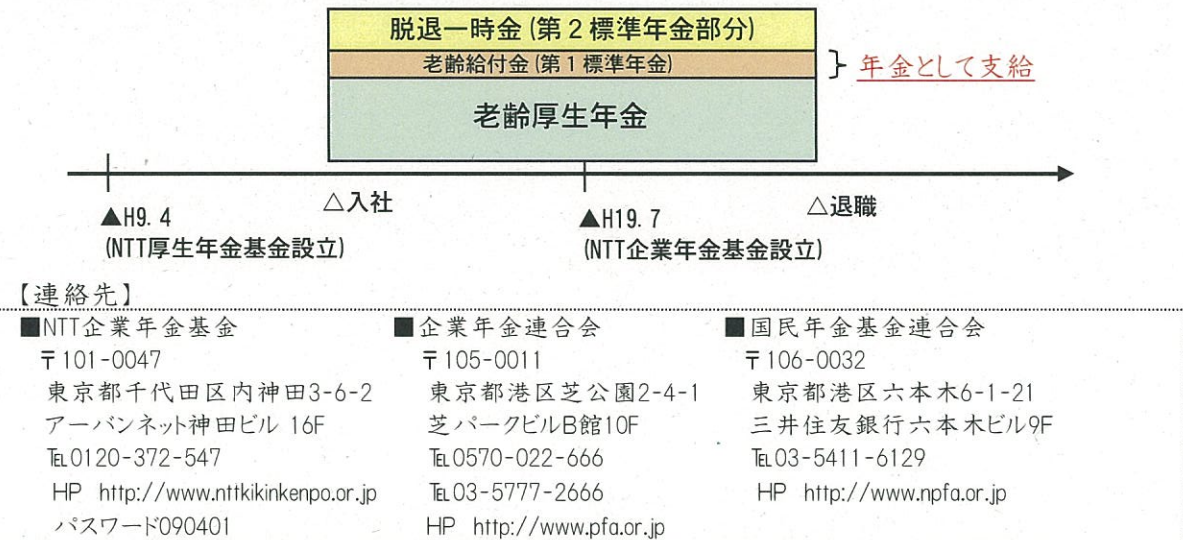 脱退一時金(第2標準年金部分)
老齢給付金(第1標準年金)
年金として支給
老齢厚生年金
△入社
△退職
▲H9.4
(NTT厚生年金基金設立)
▲H19.7
(NTT企業年金基金設立)
【連絡先】
■NTT企業年金基金
〒101-0047
東京都千代田区内神田3-6-2
アーバンネット神田ビル 16F
℡0120-372-547
HP http://www.nttkikinkenpo.or.jp
パスワード090401
■企業年金連合会
〒105-0011
東京都港区芝公園2-4-1
芝パークビルB館10F
℡0570-022-666
℡03-5777-2666
HP http://www.pfa.or.jp
■国民年金基金連合会
〒106-0032
東京都港区六本木6-1-21
三井住友銀行六本木ビル9F
℡03-5411-6129
HP http://www.npfa.or.jp